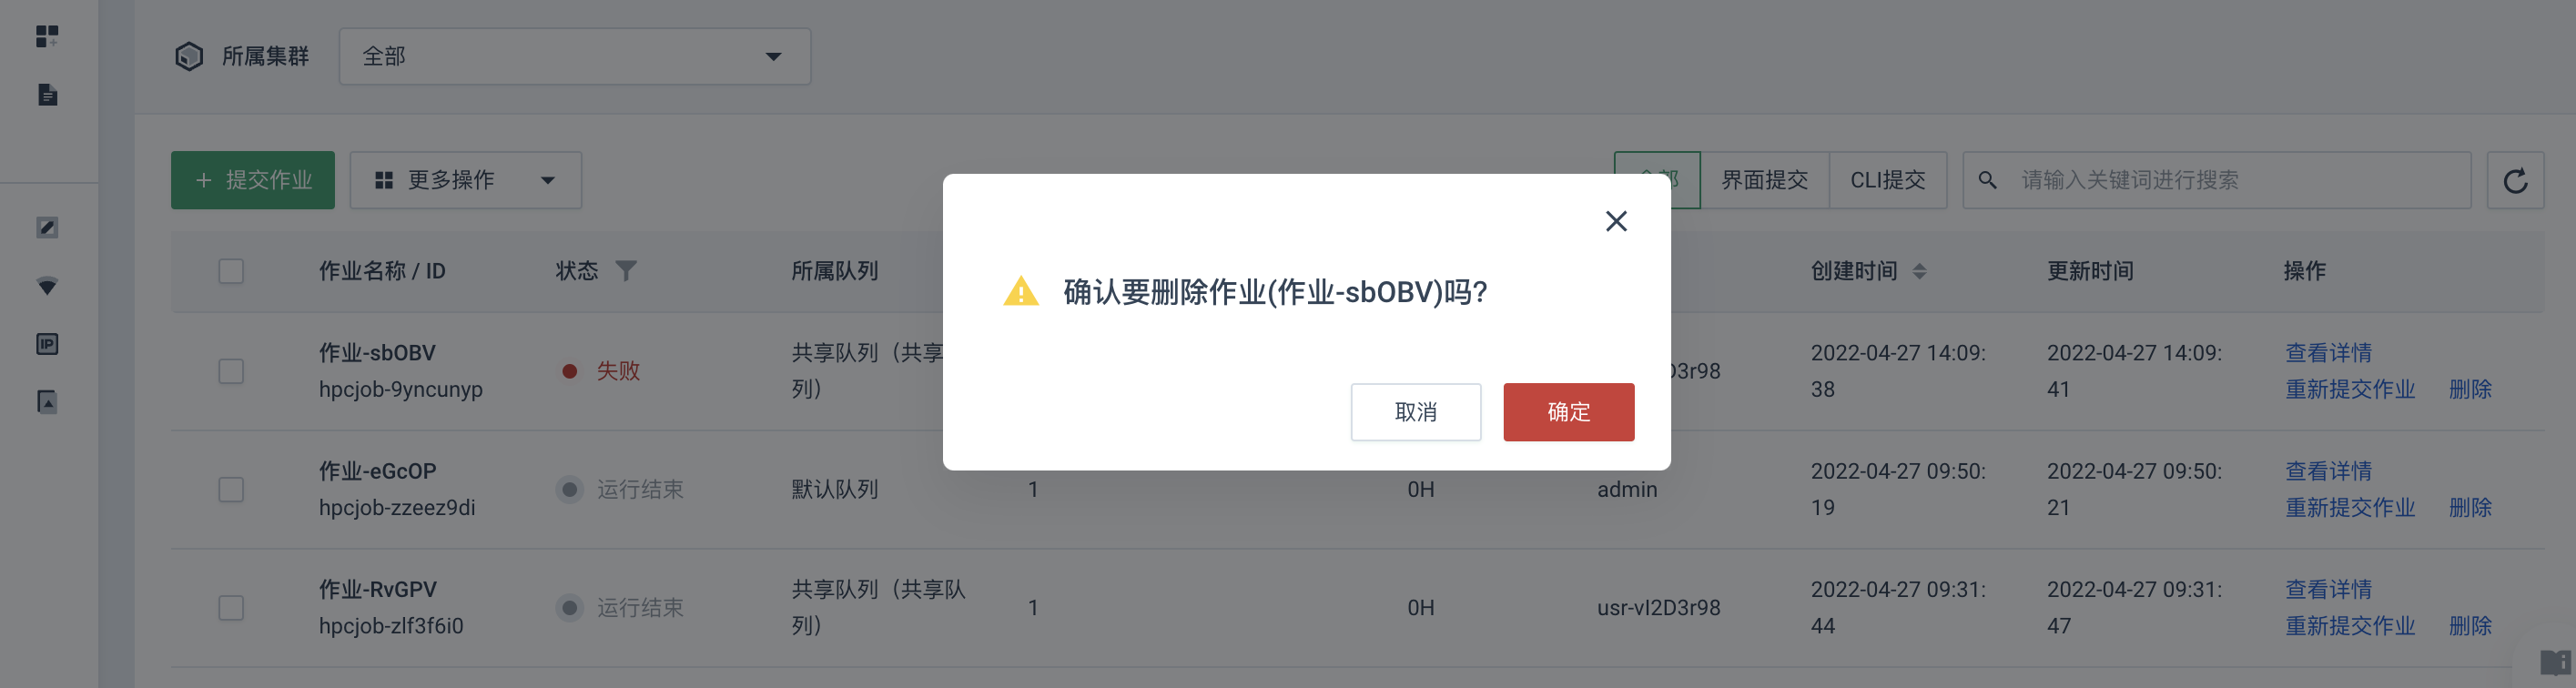 所属集群
全部
提交作业
更多操作
界面提交
CLI提交
请输入关键词进行搜索
作业名称 / ID
状态
所属队列
创建时间
更新时间
操作
确认要删除作业(作业-sbOBV)吗?
取消
确定
作业-sbOBV
hpcjob-9yncunyp
失败
共享队列（共享
列）
D3r98
2022-04-27 14:09:
38
2022-04-27 14:09:
41
查看详情
重新提交作业
删除
作业-eGcOP
hpcjob-zzeez9di
运行结束
默认队列
1
0H
admin
2022-04-27 09:50:
19
2022-04-27 09:50:
21
查看详情
重新提交作业
删除
作业-RvGPV
hpcjob-zlf3f6i0
运行结束
共享队列（共享队
列）
1
0H
usr-vI2D3r98
2022-04-27 09:31:
44
2022-04-27 09:31:
47
查看详情
重新提交作业
删除
IP